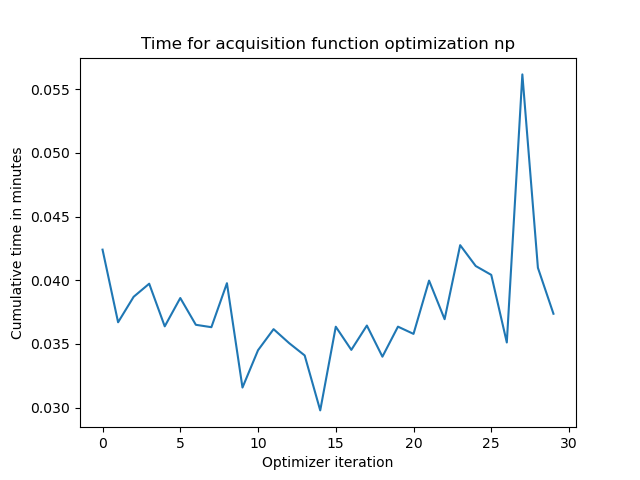 Time for acquisition function optimization np
0.055
0.050
0.045
0.040
0.035
0.030
Cumulative time in minutes
0 5 10 15 20 25 30
Optimizer iteration